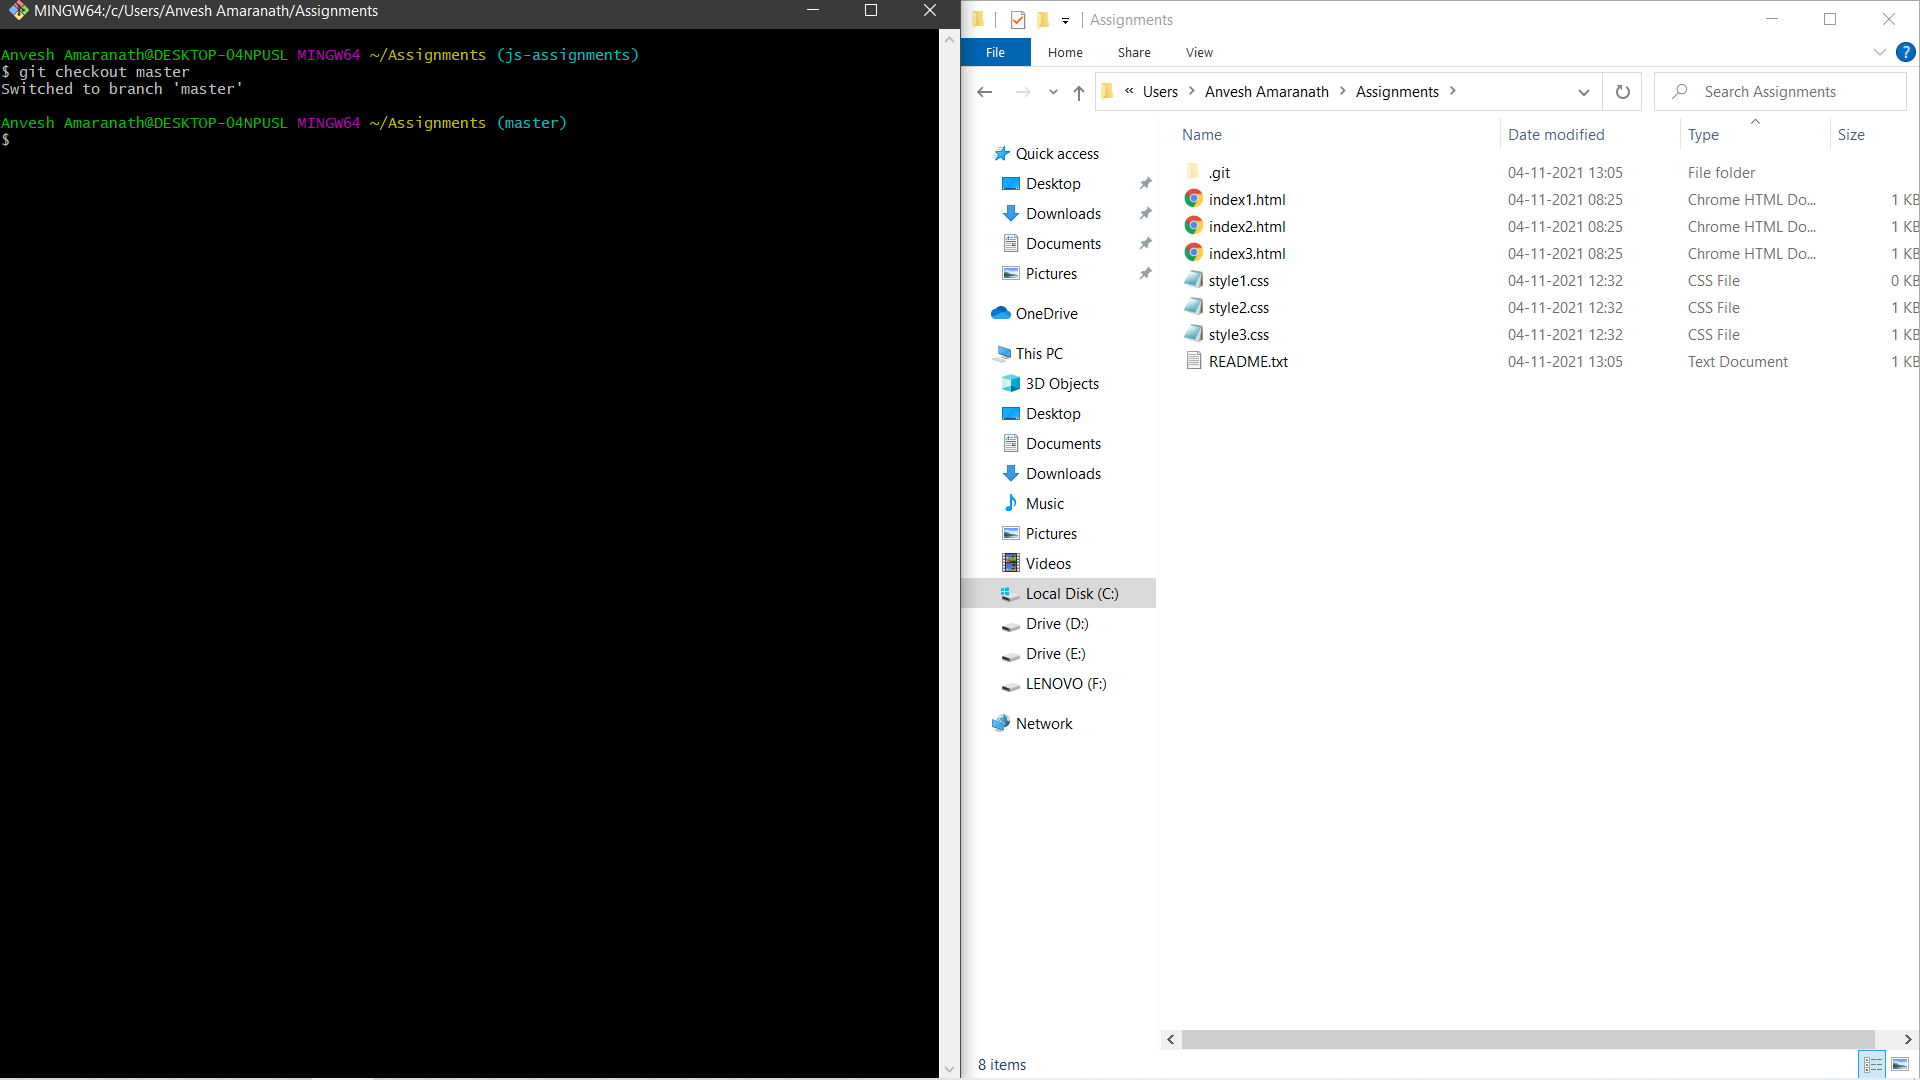 MINGW64:/c/Users/Anvesh Amaranath/Assignments
Anvesh Amaranath@DESKTOP-O4NPUSL MINGW64 ~/Assignments (js-assignments)
$ git checkout master
Switched to branch 'master'
Anvesh Amaranath@DESKTOP-O4NPUSL MINGW64 ~/Assignments (master)
$
Assignments
File Home Share View
« Users > Anvesh Amaranath > Assignments >
Search Assignments
Name Date modified Type Size
.git 04-11-2021 13:05 File folder
index1.html 04-11-2021 08:25 Chrome HTML Do... 1 KB
index2.html 04-11-2021 08:25 Chrome HTML Do... 1 KB
index3.html 04-11-2021 08:25 Chrome HTML Do... 1 KB
style1.css 04-11-2021 12:32 CSS File 0 KB
style2.css 04-11-2021 12:32 CSS File 1 KB
style3.css 04-11-2021 12:32 CSS File 1 KB
README.txt 04-11-2021 13:05 Text Document 1 KB
Quick access
Desktop
Downloads
Documents
Pictures
OneDrive
This PC
3D Objects
Desktop
Documents
Downloads
Music
Pictures
Videos
Local Disk (C:)
Drive (D:)
Drive (E:)
LENOVO (F:)
Network
8 items